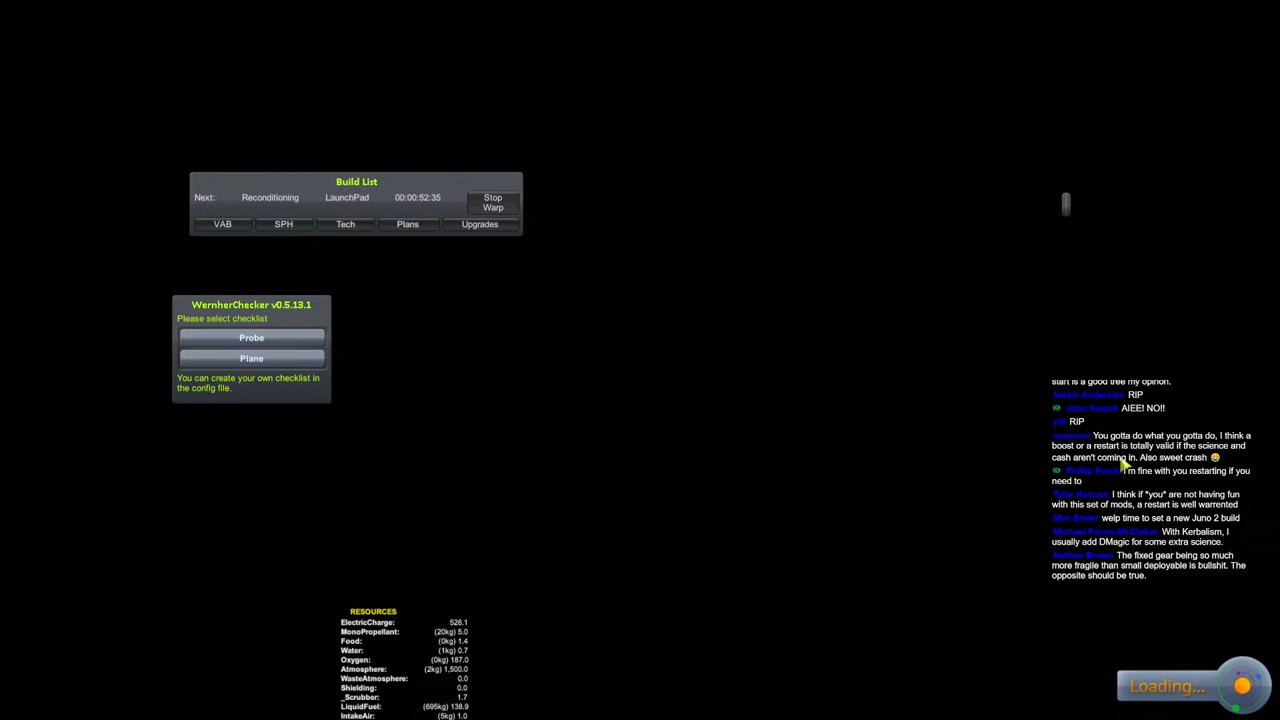 Build List
Next: Reconditioning LaunchPad 00:00:52:35 Stop Warp
VAB SPH Tech Plans Upgrades
WernherChecker v0.5.13.1
Please select checklist
Probe
Plane
You can create your own checklist in
the config file.
start is a good tree my opinon.
RIP
AIEE! NO!!
RIP
You gotta do what you gotta do, I think a
boost or a restart is totally valid if the science and
cash aren't coming in. Also sweet crash 😂
I'm fine with you restarting if you
need to
I think if *you* are not having fun
with this set of mods, a restart is well warrented
welp time to set a new Juno 2 build
With Kerbalism, I
usually add DMagic for some extra science.
The fixed gear being so much
more fragile than small deployable is bullshit. The
opposite should be true.
RESOURCES
ElectricCharge: 526.1
MonoPropellant: (20kg) 5.0
Food: (0kg) 1.4
Water: (1kg) 0.7
Oxygen: (0kg) 187.0
Atmosphere: (2kg) 1,500.0
WasteAtmosphere: 0.0
Shielding: 0.0
_Scrubber: 1.7
LiquidFuel: (695kg) 138.9
IntakeAir: (5kg) 1.0
Loading...